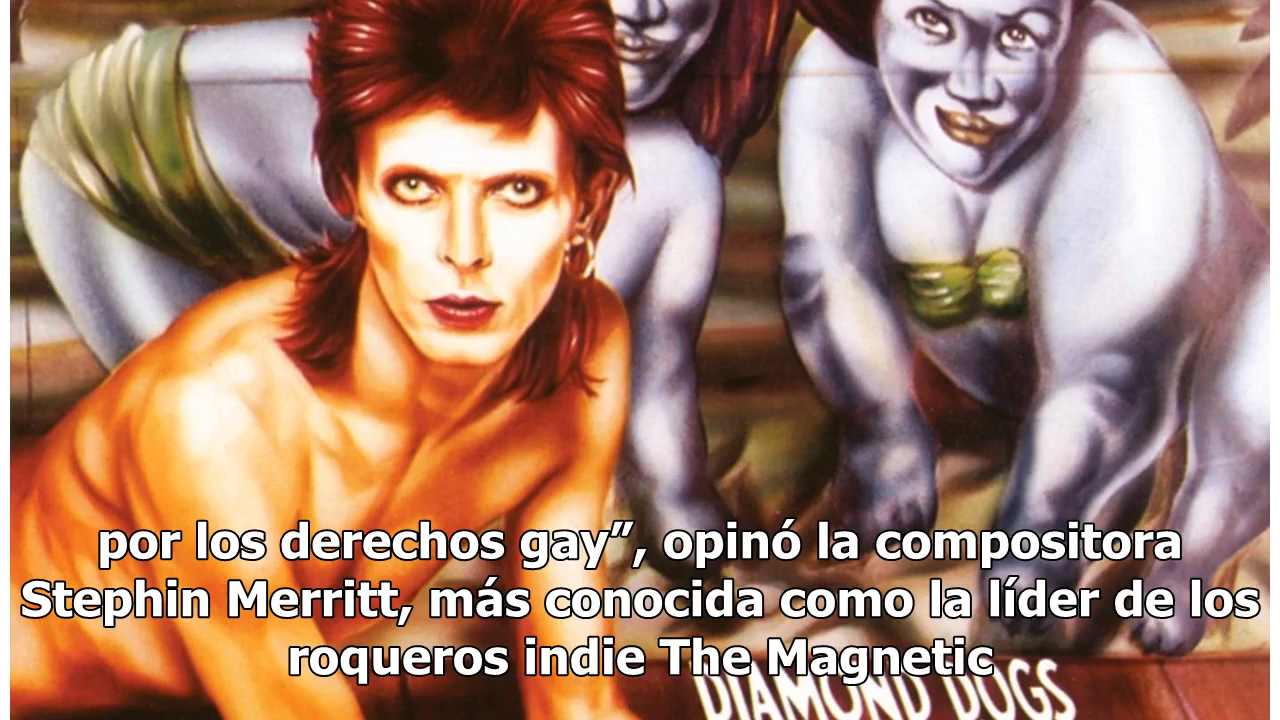 por los derechos gay”, opinó la compositora
Stephin Merritt, más conocida como la líder de los
roqueros indie The Magnetic
DIAMOND DOGS